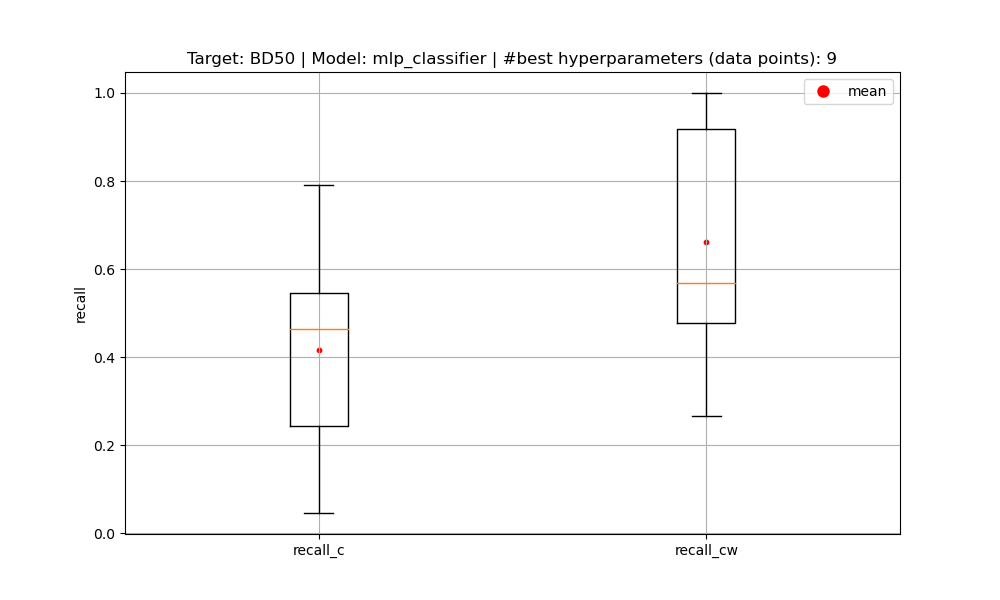 Target: BD50 | Model: mlp_classifier | #best hyperparameters (data points): 9
mean
1.0
0.8
0.6
0.4
0.2
0.0
recall
recall_c
recall_cw